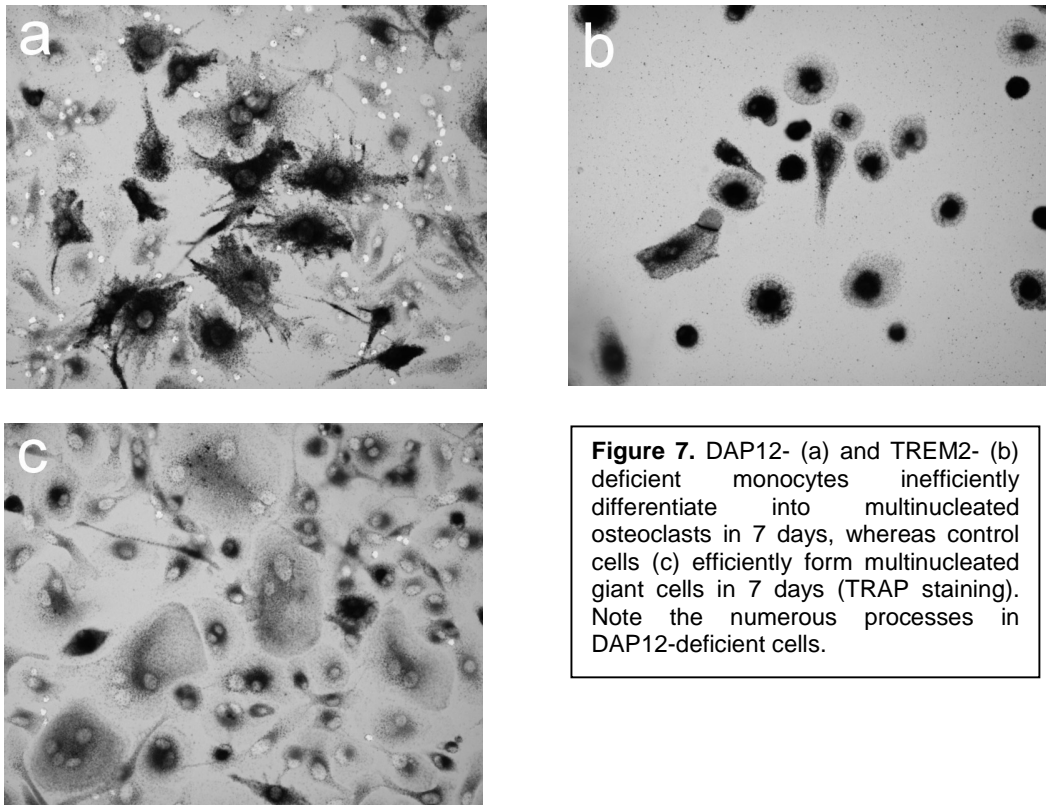 a
b
c
Figure 7. DAP12- (a) and TREM2- (b)
deficient monocytes inefficiently
differentiate into multinucleated
osteoclasts in 7 days, whereas control
cells (c) efficiently form multinucleated
giant cells in 7 days (TRAP staining).
Note the numerous processes in
DAP12-deficient cells.